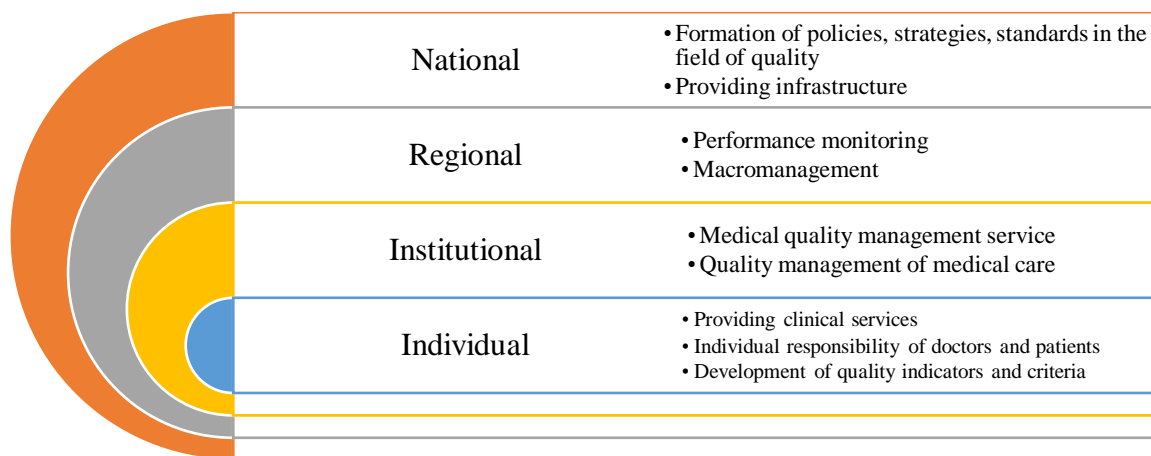 National
• Formation of policies, strategies, standards in the
field of quality
• Providing infrastructure
Regional
• Performance monitoring
• Macromanagement
Institutional
• Medical quality management service
• Quality management of medical care
Individual
• Providing clinical services
• Individual responsibility of doctors and patients
• Development of quality indicators and criteria